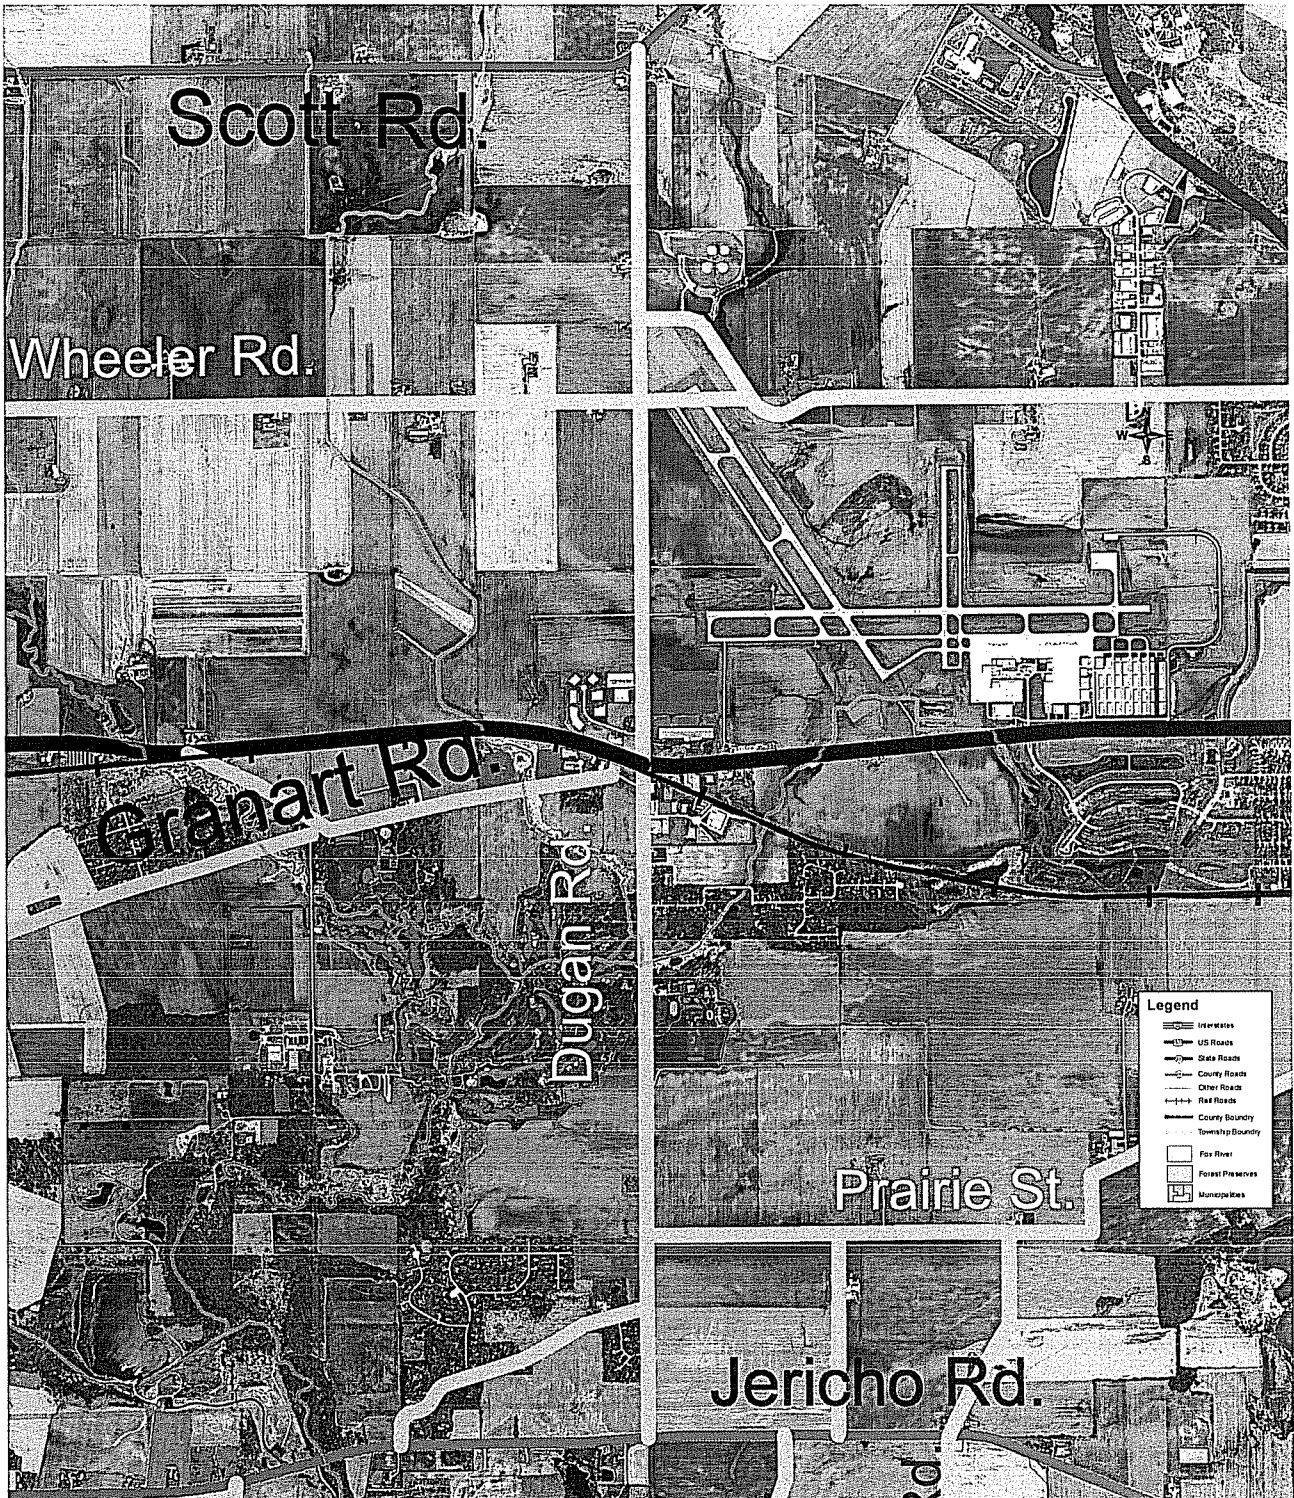 Scott Rd.
Wheeler Rd.
W
Granart Rd.
Dugan Rd.
Legend
Interstates
US Roads
State Roads
County Roads
Other Roads
Rail Roads
County Boundry
Township Boundry
Fox River
Forest Preserves
Municipalities
Prairie St.
Jericho Rd.
Rd